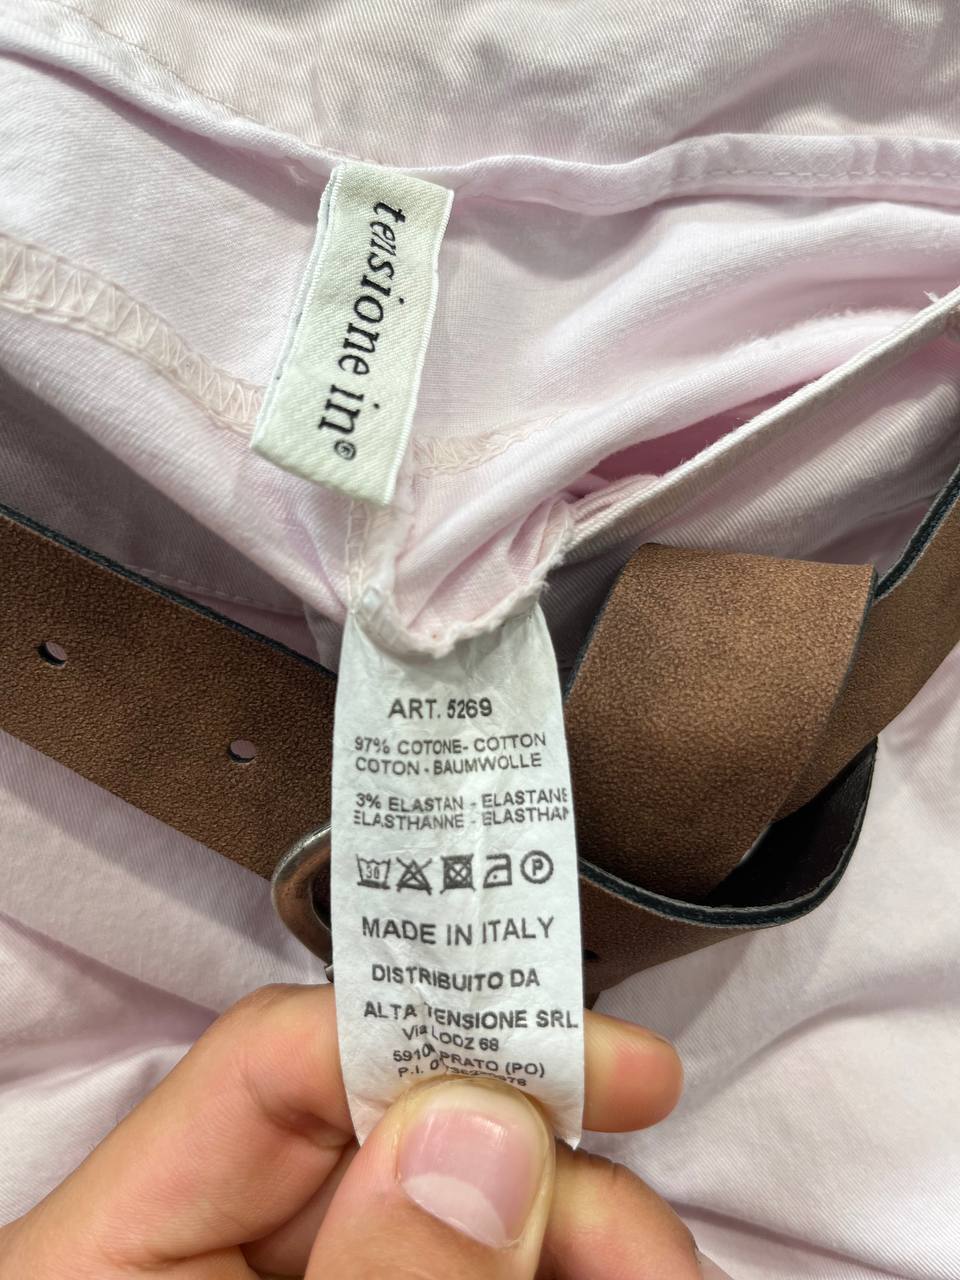 tensione in©
ART. 5269
97% COTONE - COTTON
COTON - BAUMWOLLE
3% ELASTAN - ELASTANE
ELASTHANNE - ELASTHAN
30
P
MADE IN ITALY
DISTRIBUITO DA
ALTA TENSIONE SRL
Via LODZ 68
PRATO (PO)
P.I.